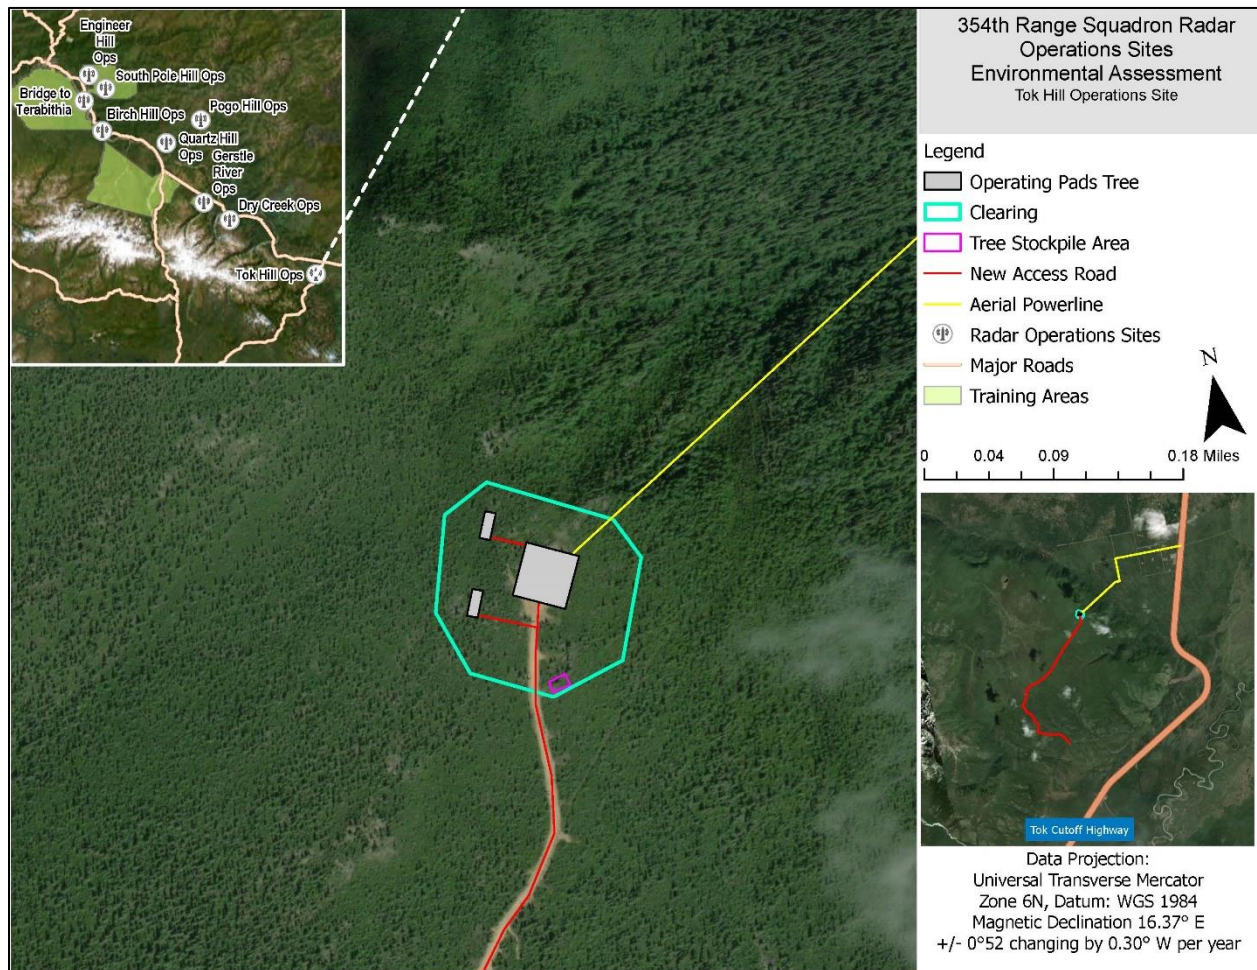 354th Range Squadron Radar
Operations Sites
Environmental Assessment
Tok Hill Operations Site
Engineer
Hill
Ops
South Pole Hill Ops
Bridge to
Terabithia
Birch Hill Ops
Pogo Hill Ops
Quartz Hill
Ops
Gerstle
River
Ops
Dry Creek Ops
Tok Hill Ops
Legend
Operating Pads Tree
Clearing
Tree Stockpile Area
New Access Road
Aerial Powerline
Radar Operations Sites
Major Roads
Training Areas
N
0 0.04 0.09 0.18 Miles
Tok Cutoff Highway
Data Projection:
Universal Transverse Mercator
Zone 6N, Datum: WGS 1984
Magnetic Declination 16.37° E
+/- 0°52 changing by 0.30° W per year